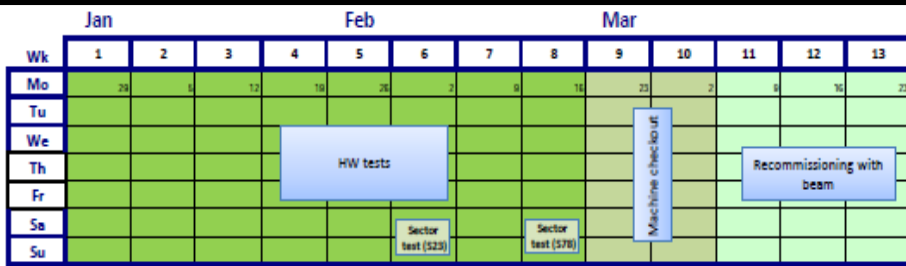 Jan Feb Mar
Wk 1 2 3 4 5 6 7 8 9 10 11 12 13
Mo 29 5 12 19 26 2 9 16 23 2 9 16 23
Tu
We
Th
Fr
Sa
Su
HW tests
Machine checkout
Recommissioning with
beam
Sector
test (S23)
Sector
test (S78)